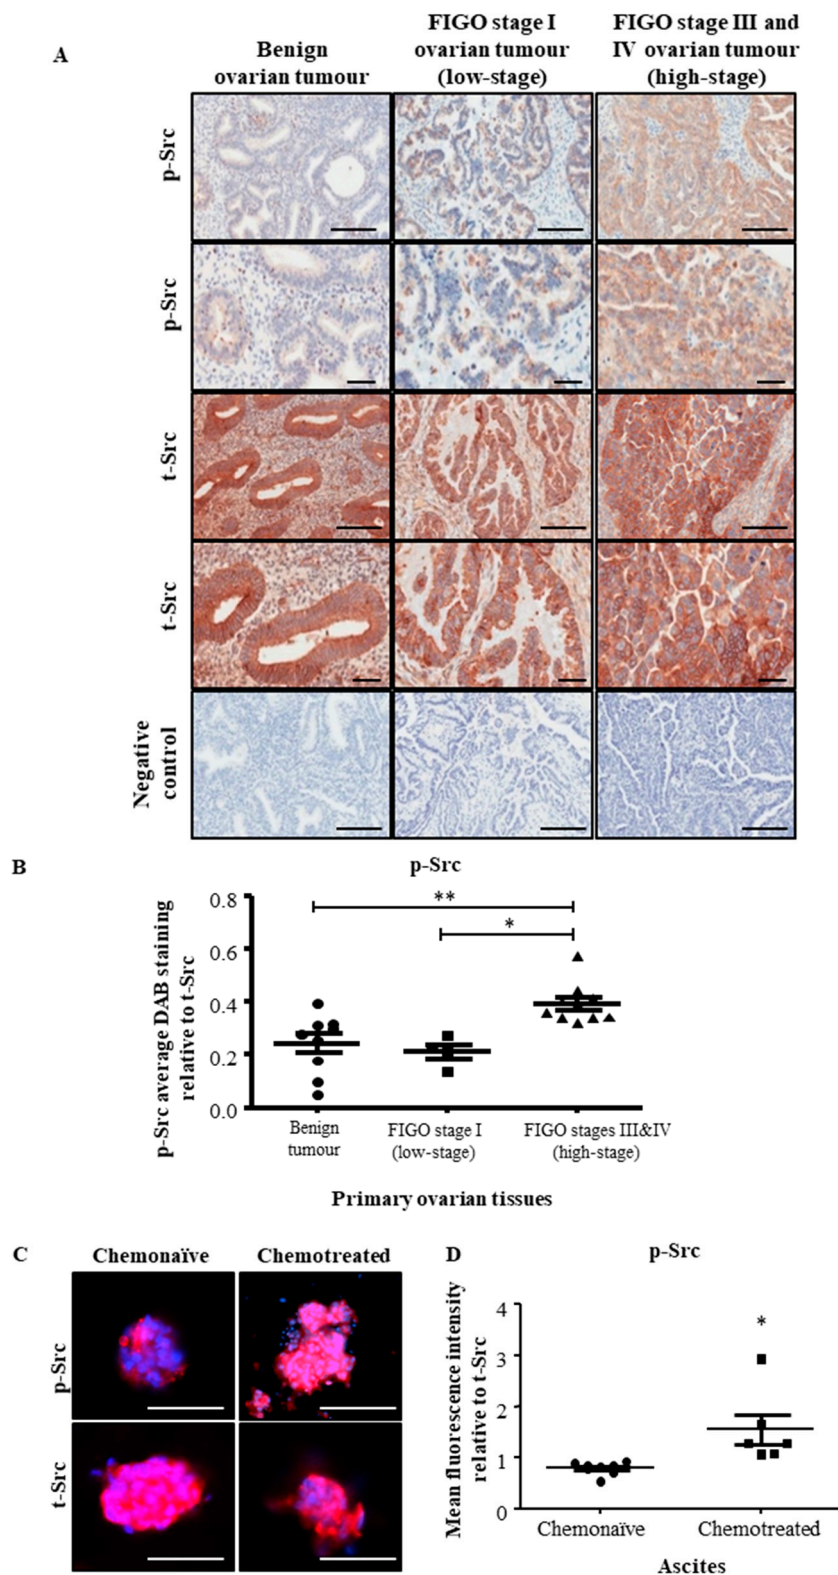 A
Benign
ovarian tumour
FIGO stage I
ovarian tumour
(low-stage)
FIGO stage III and
IV ovarian tumour
(high-stage)
p-Src
p-Src
t-Src
t-Src
Negative
control
B
p-Src
p-Src average DAB staining
relative to t-Src
0.8
0.6
0.4
0.2
0.0
**
*
Benign
tumour
FIGO stage I
(low-stage)
FIGO stages III&IV
(high-stage)
Primary ovarian tissues
C
Chemonaïve
Chemotreated
p-Src
t-Src
D
p-Src
Mean fluorescence intensity
relative to t-Src
4
3
2
1
0
*
Chemonaïve
Chemotreated
Ascites